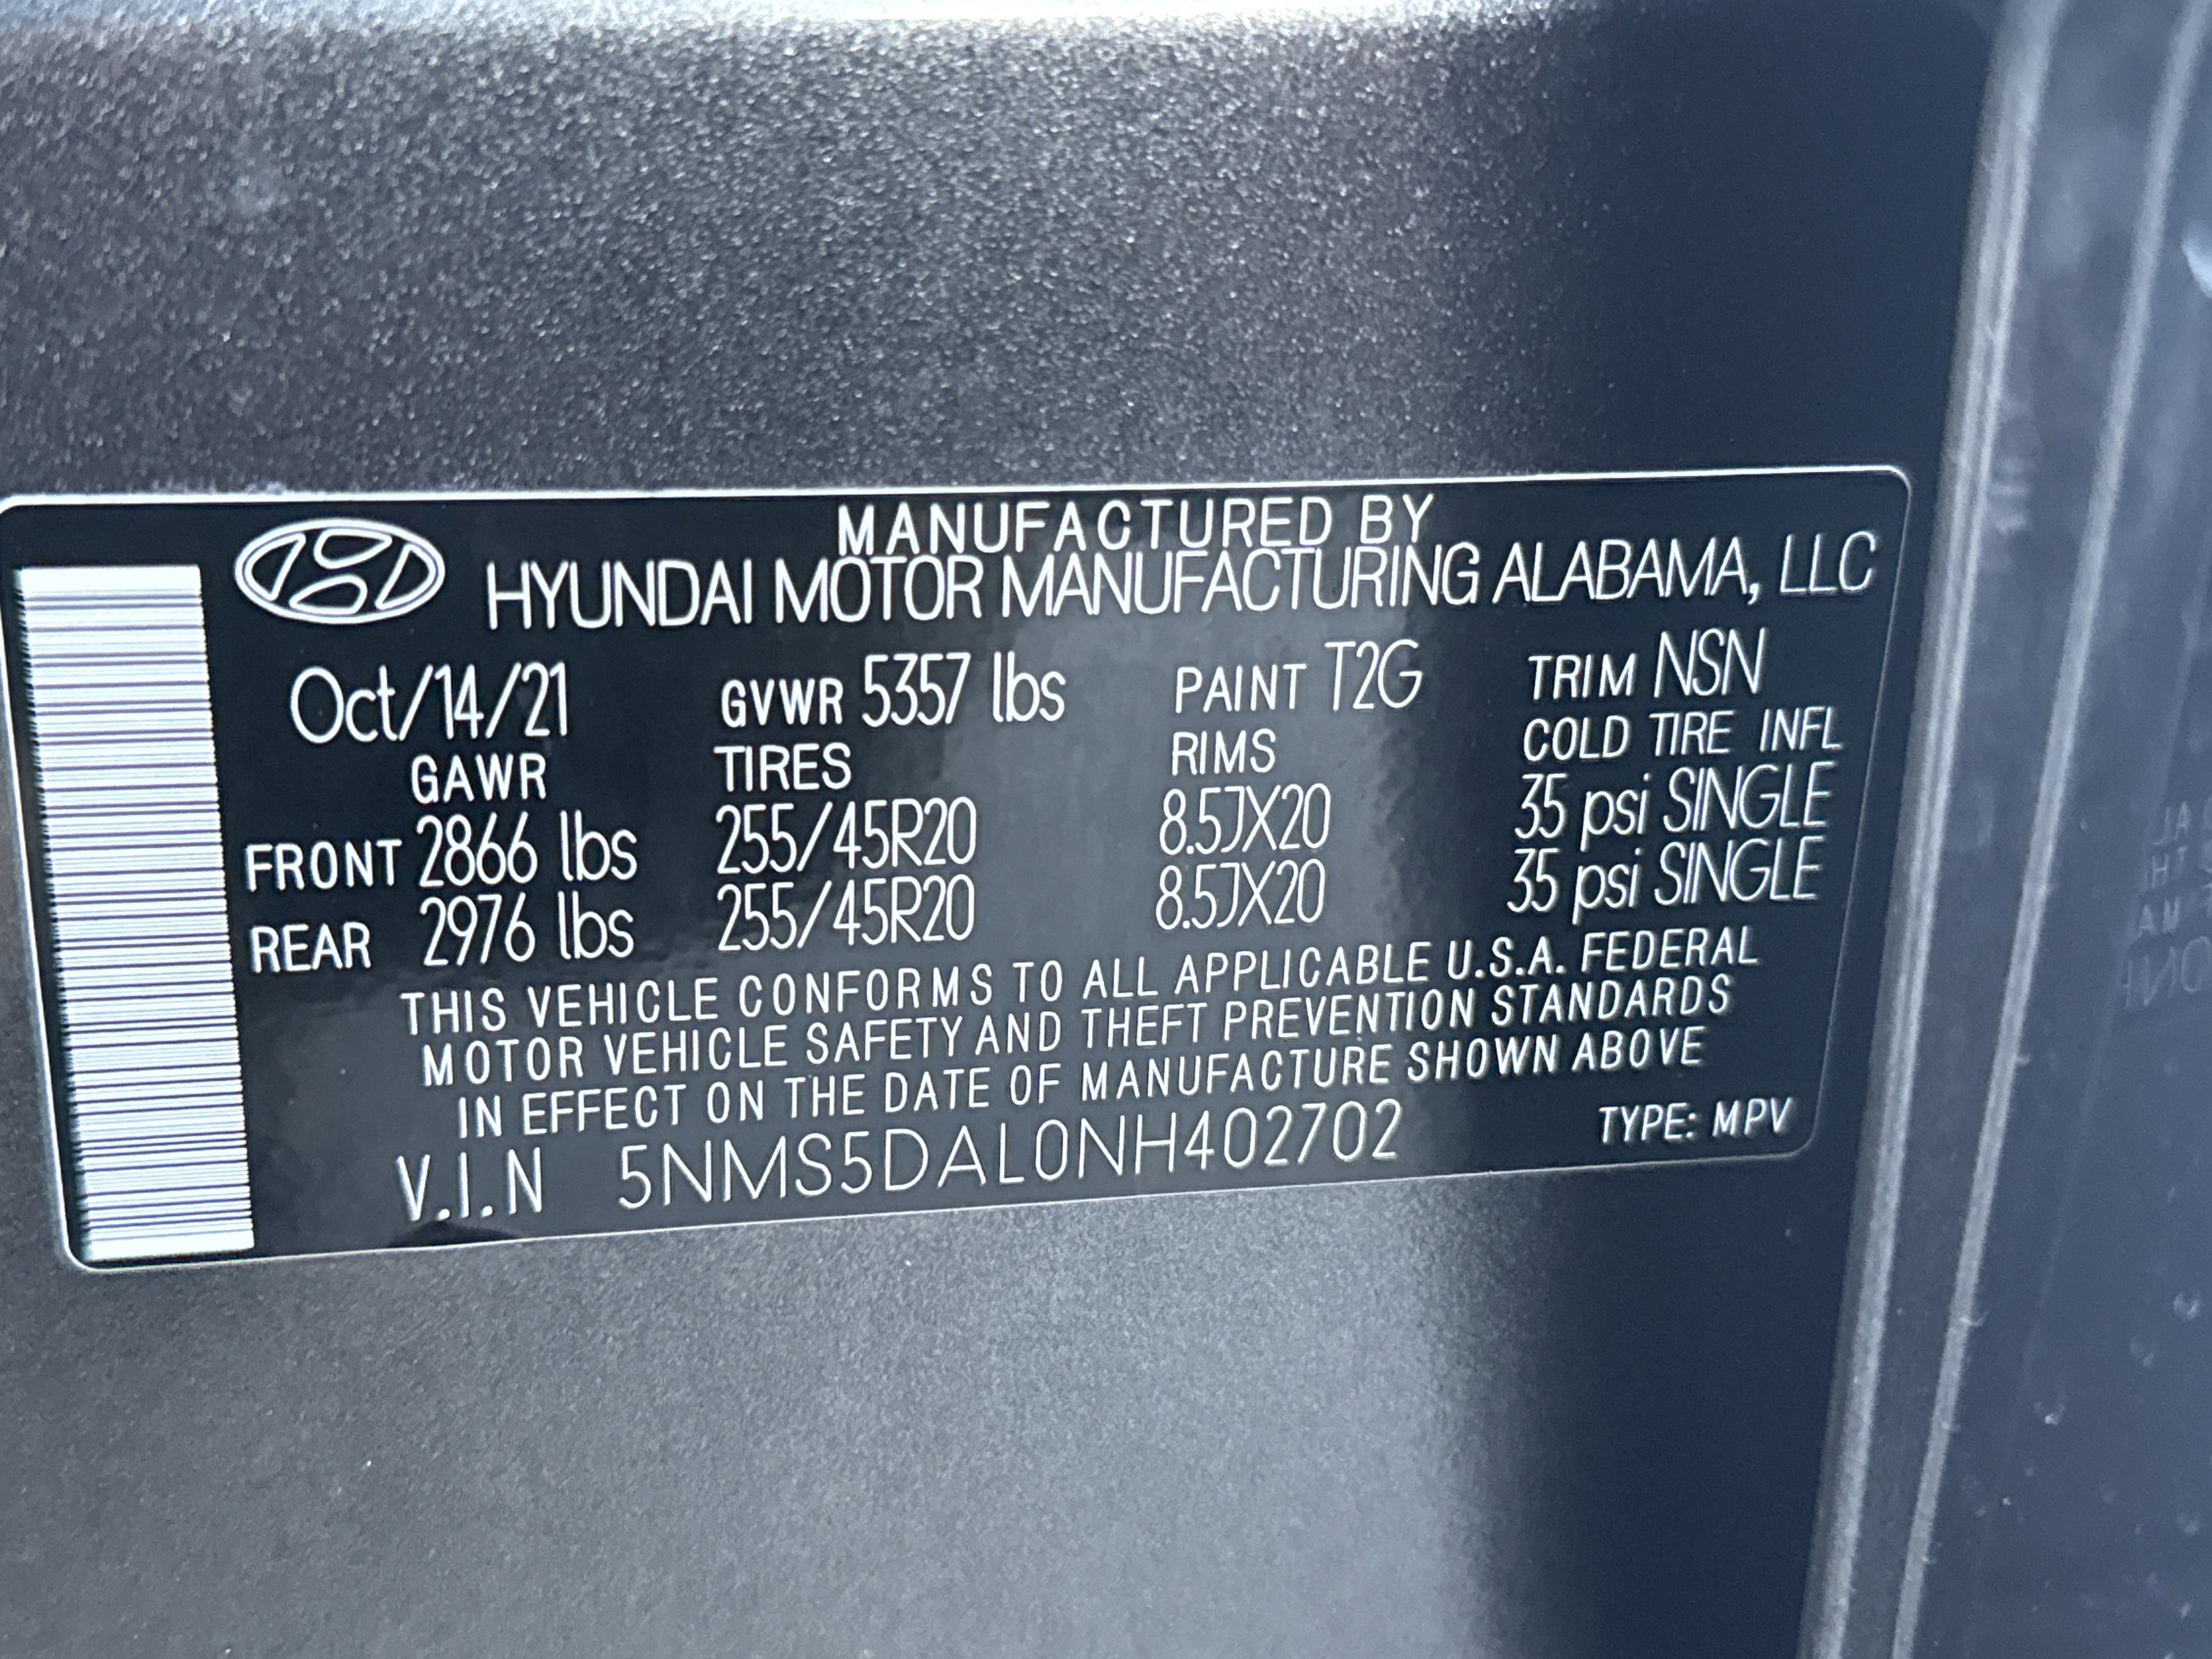 MANUFACTURED BY
HYUNDAI MOTOR MANUFACTURING ALABAMA, LLC
Oct/14/21 GVWR 5357 lbs PAINT T2G TRIM NSN
GAWR TIRES RIMS COLD TIRE INFL
FRONT 2866 lbs 255/45R20 8.5JX20 35 psi SINGLE
REAR 2976 lbs 255/45R20 8.5JX20 35 psi SINGLE
THIS VEHICLE CONFORMS TO ALL APPLICABLE U.S.A. FEDERAL
MOTOR VEHICLE SAFETY AND THEFT PREVENTION STANDARDS
IN EFFECT ON THE DATE OF MANUFACTURE SHOWN ABOVE
V.I.N 5NMS5DAL0NH402702 TYPE: MPV